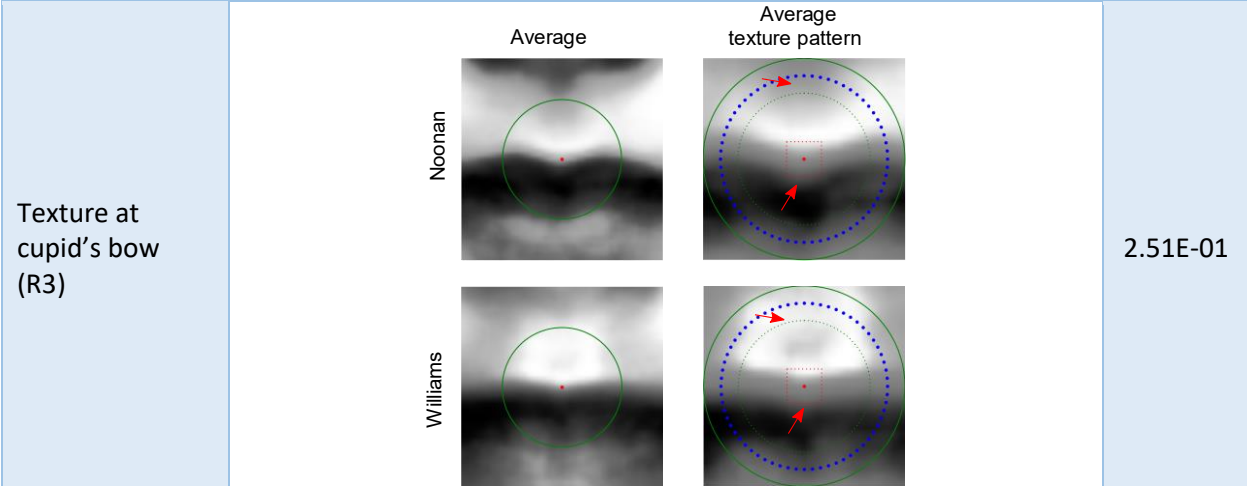 Texture at
cupid's bow
(R3)
Average
Average
texture pattern
Noonan
Williams
2.51E-01